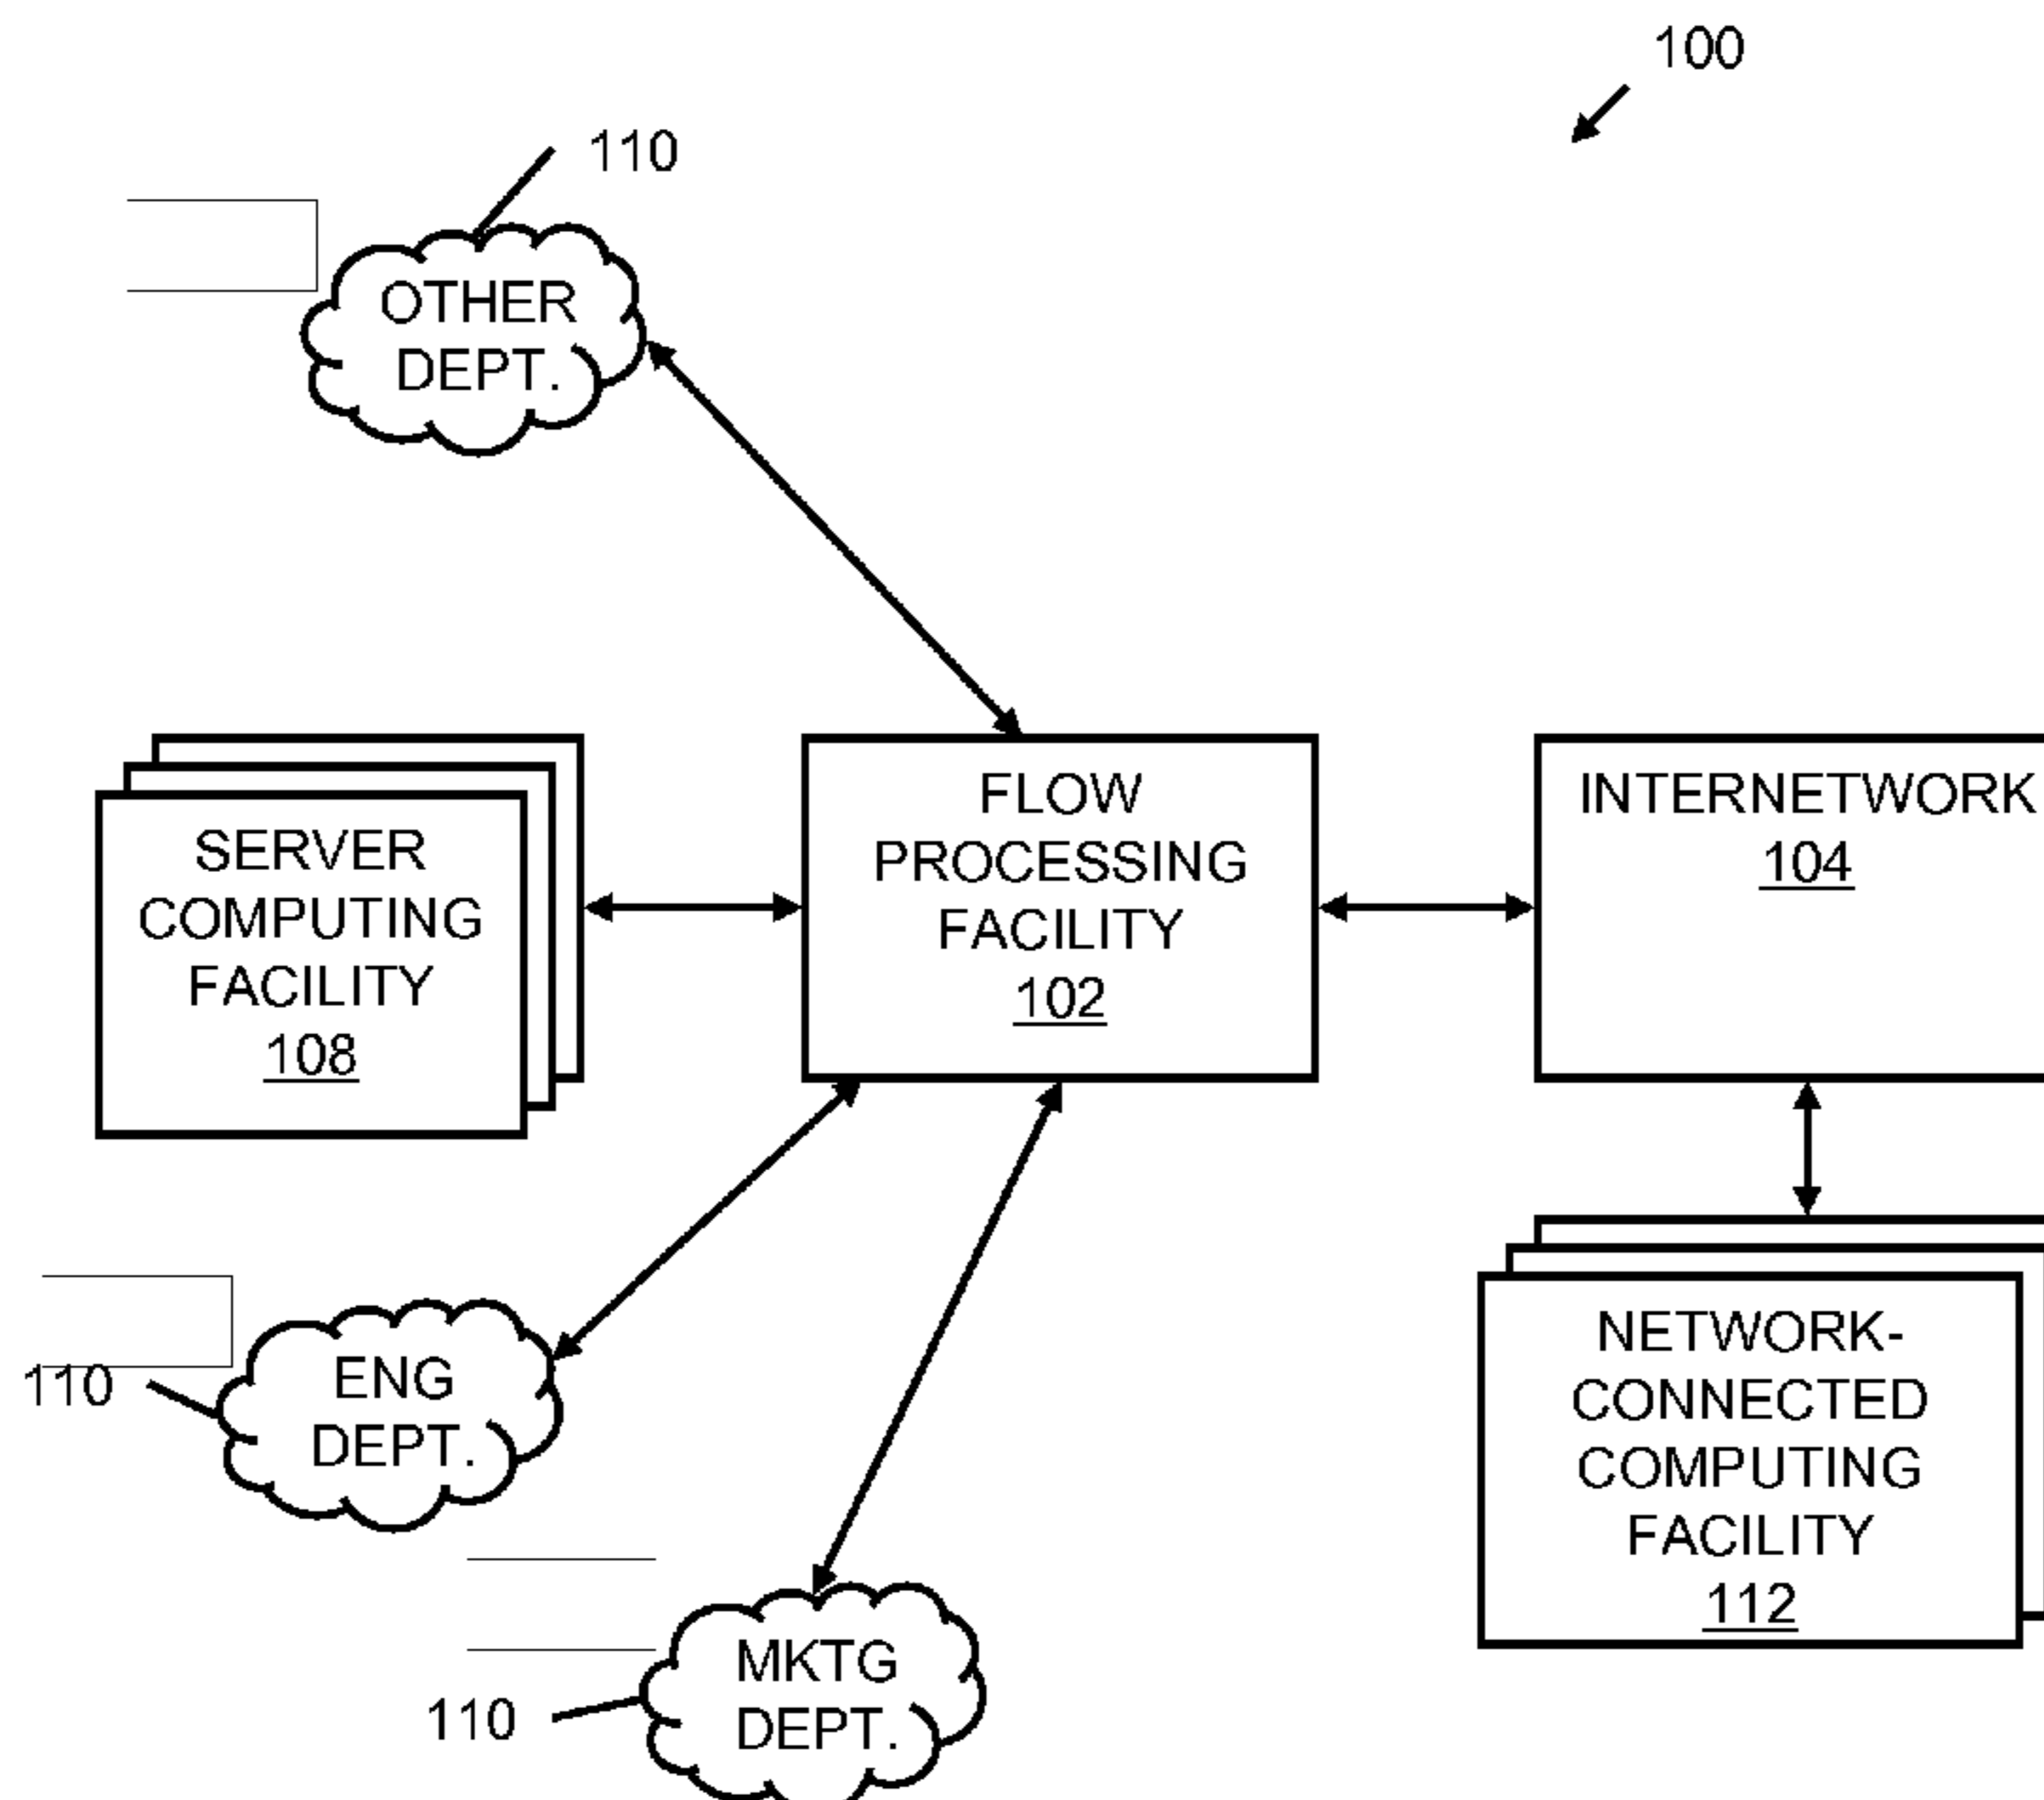 100
110
OTHER
DEPT.
SERVER
COMPUTING
FACILITY
108
FLOW
PROCESSING
FACILITY
102
INTERNETWORK
104
110
ENG
DEPT.
110
MKTG
DEPT.
NETWORK-
CONNECTED
COMPUTING
FACILITY
112